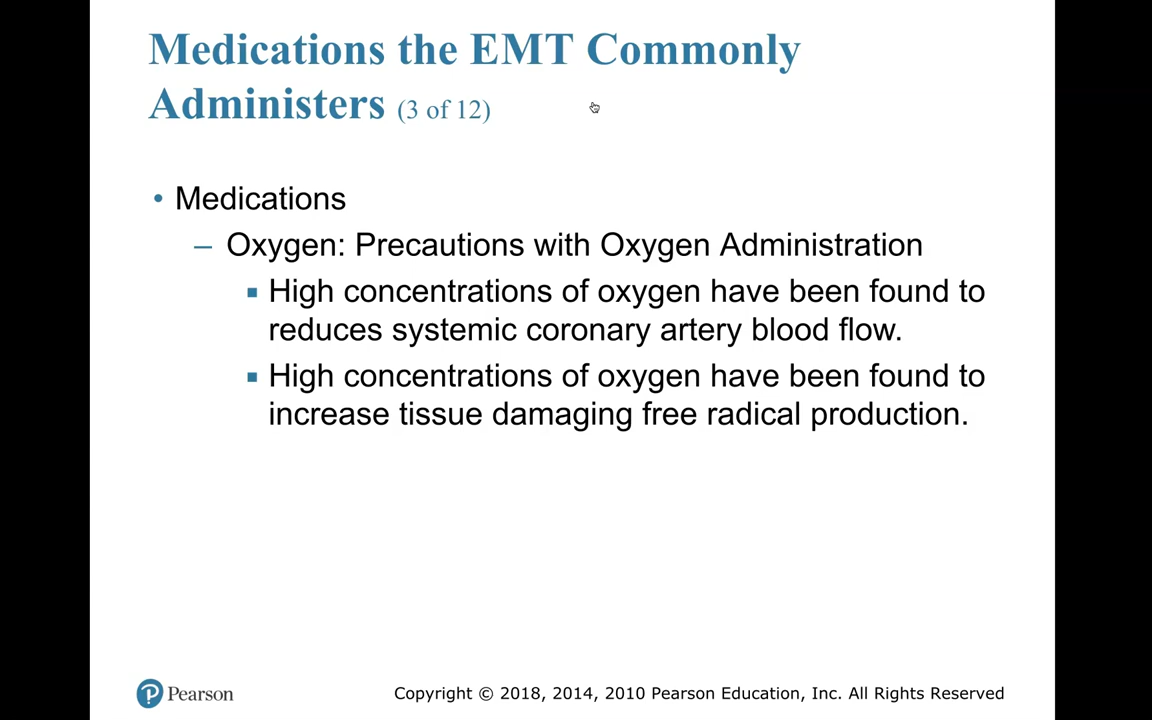 Medications the EMT Commonly
Administers (3 of 12)
• Medications
– Oxygen: Precautions with Oxygen Administration
▪ High concentrations of oxygen have been found to
reduces systemic coronary artery blood flow.
▪ High concentrations of oxygen have been found to
increase tissue damaging free radical production.
Pearson
Copyright © 2018, 2014, 2010 Pearson Education, Inc. All Rights Reserved